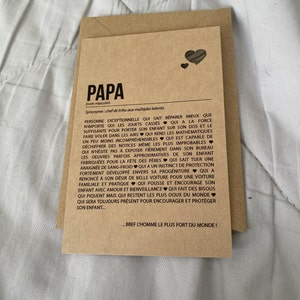 PAPA
(nom masculin)
Synonyme : chef de tribu aux multiples talents.
PERSONNE EXCEPTIONNELLE QUI SAIT RÉPARER MIEUX QUE
N'IMPORTE QUI LES JOUETS CASSÉS ♥ QUI A LA FORCE
SUFFISANTE POUR PORTER SON ENFANT SUR SON DOS ET LE
FAIRE VOLER DANS LES AIRS ♥ QUI REND LES MATHÉMATIQUES
UN PEU MOINS INCOMPRÉHENSIBLES ♥ QUI EST CAPABLE DE
DÉCHIFFRER DES NOTICES MÊME LES PLUS IMPROBABLES ♥
QUI N'HÉSITE PAS À EXPOSER FIÈREMENT DANS SON BUREAU
LES OEUVRES PARFOIS APPROXIMATIVES DE SON ENFANT
FABRIQUÉES POUR LA FÊTE DES PÈRES ♥ QUI SAIT TUER UNE
ARAIGNÉE DE SANG-FROID ♥ QUI A L'INSTINCT DE PROTECTION
FORTEMENT DÉVELOPPÉ ENVERS SA PROGÉNITURE ♥ QUI A
RENONCÉ À SON DÉSIR DE BELLE VOITURE POUR UNE VOITURE
FAMILIALE ET PRATIQUE ♥ QUI POUSSE ET ENCOURAGE SON
ENFANT AVEC AMOUR ET BIENVEILLANCE ♥ QUI FAIT DES BISOUS
QUI PIQUENT MAIS QUI RESTENT LES PLUS DOUX DU MONDE ♥
QUI SERA TOUJOURS PRÉSENT POUR ENCOURAGER ET PROTÉGER
SON ENFANT...
...BREF L'HOMME LE PLUS FORT DU MONDE !